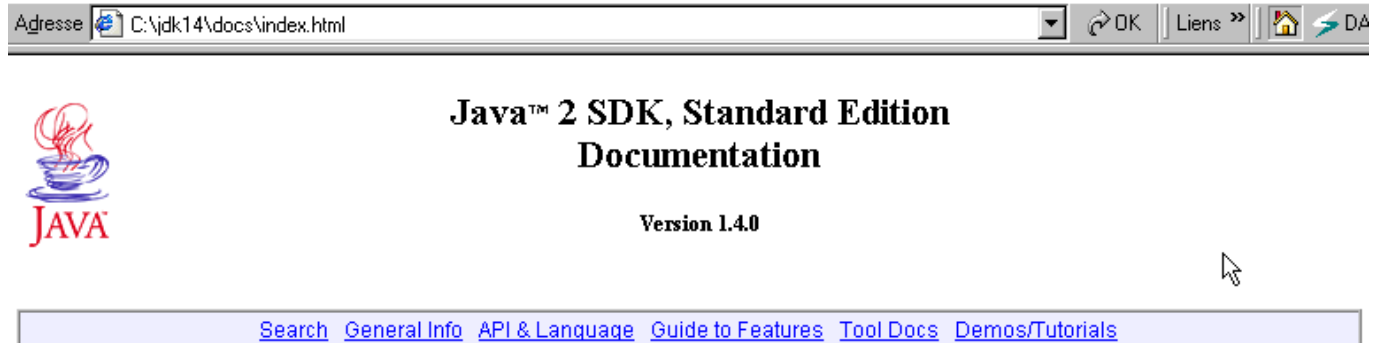 Adresse C:\jdk14\docs\index.html OK Liens » DA
JAVA
Java™ 2 SDK, Standard Edition
Documentation
Version 1.4.0
Search General Info API & Language Guide to Features Tool Docs Demos/Tutorials